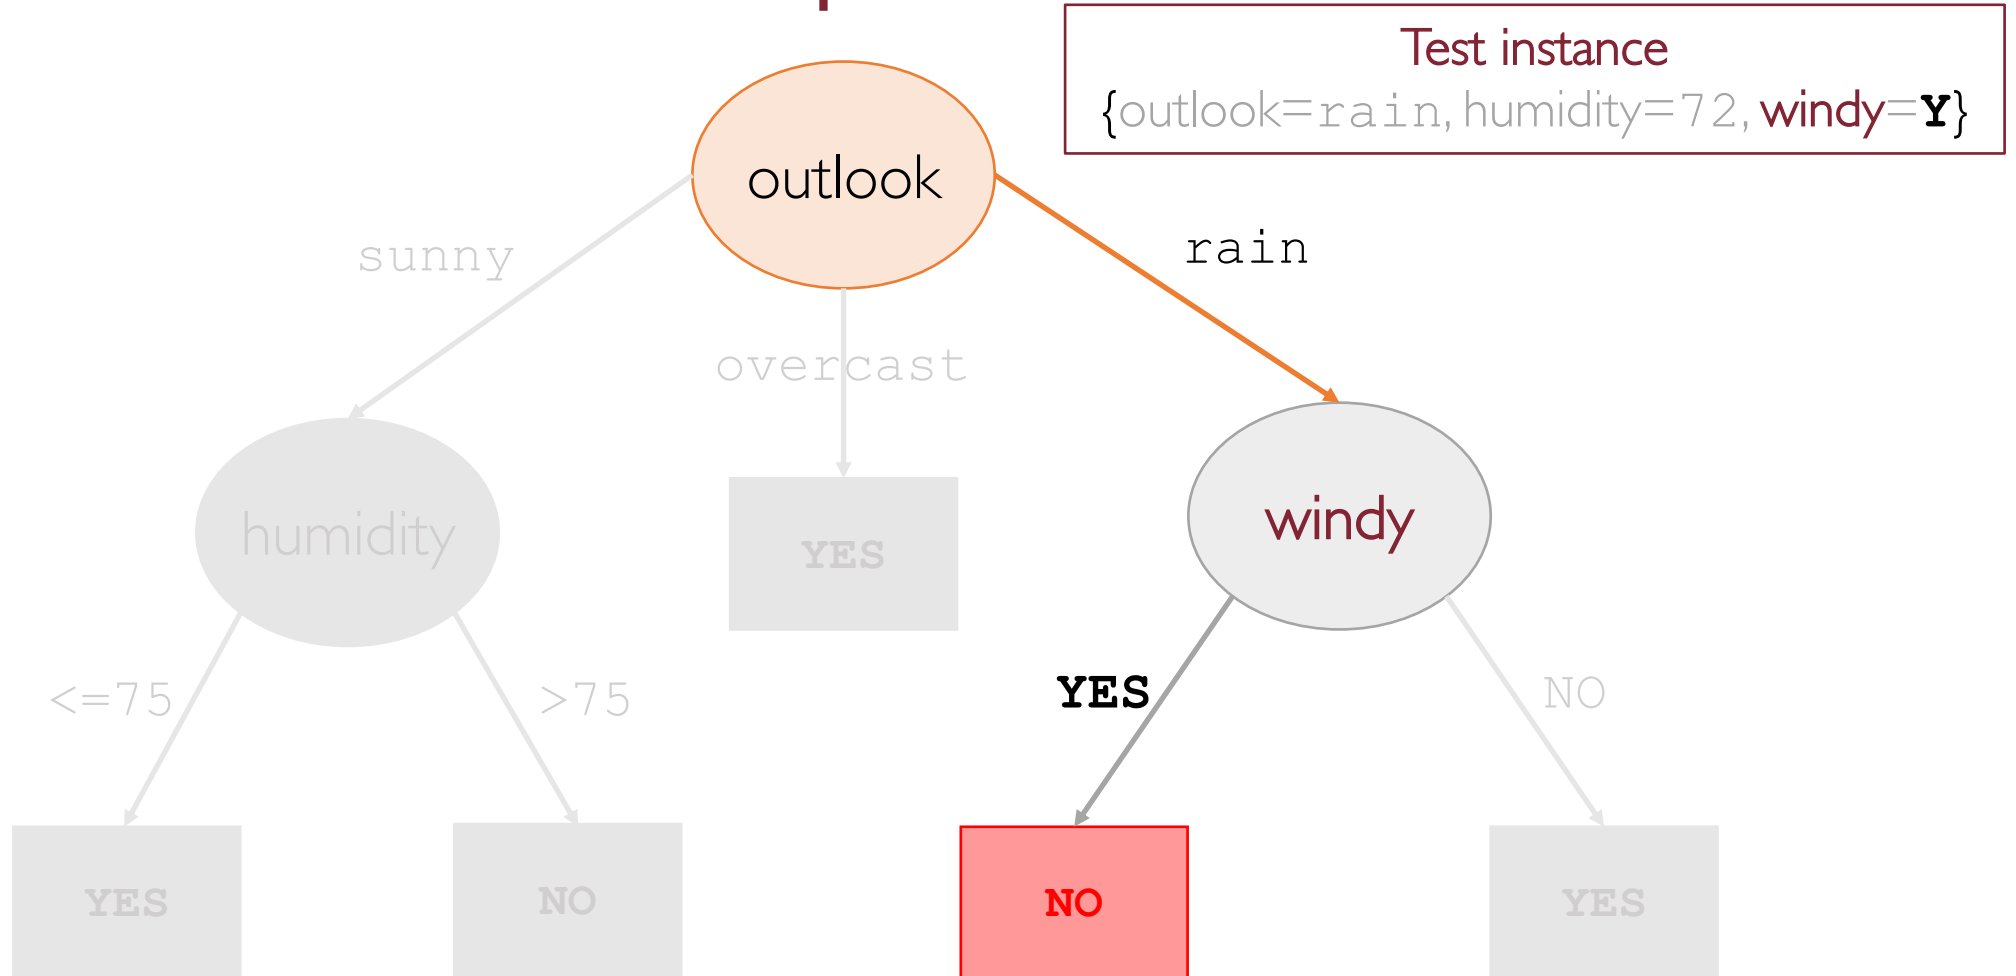 Test instance
{outlook=rain, humidity=72, windy=Y}
outlook
sunny
rain
overcast
humidity
YES
windy
<=75
>75
YES
NO
YES
NO
NO
YES